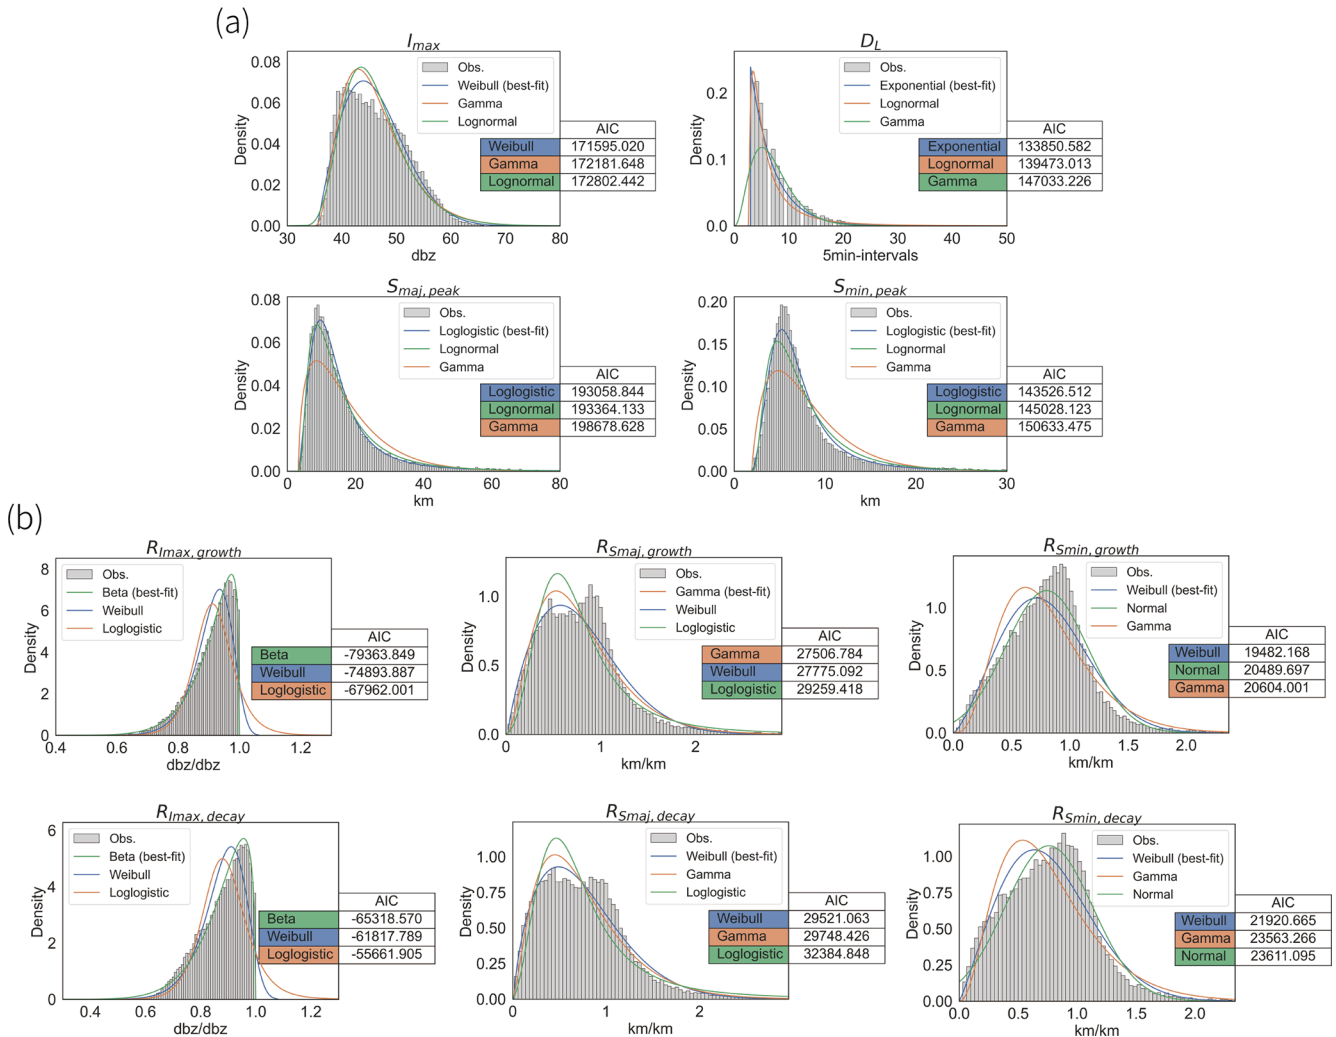 (a)
I_max
Density
0.08
0.06
0.04
0.02
0.00
30 40 50 60 70 80
dbz
Obs.
Weibull (best-fit)
Gamma
Lognormal
AIC
Weibull 171595.020
Gamma 172181.648
Lognormal 172802.442
D_L
Density
0.2
0.1
0.0
0 10 20 30 40 50
5min-intervals
Obs.
Exponential (best-fit)
Lognormal
Gamma
AIC
Exponential 133850.582
Lognormal 139473.013
Gamma 147033.226
S_maj, peak
Density
0.08
0.06
0.04
0.02
0.00
0 20 40 60 80
km
Obs.
Loglogistic (best-fit)
Lognormal
Gamma
AIC
Loglogistic 193058.844
Lognormal 193364.133
Gamma 198678.628
S_min, peak
Density
0.20
0.15
0.10
0.05
0.00
0 10 20 30
km
Obs.
Loglogistic (best-fit)
Lognormal
Gamma
AIC
Loglogistic 143526.512
Lognormal 145028.123
Gamma 150633.475
(b)
R_Imax, growth
Density
8
6
4
2
0
0.4 0.6 0.8 1.0 1.2
dbz/dbz
Obs.
Beta (best-fit)
Weibull
Loglogistic
AIC
Beta -79363.849
Weibull -74893.887
Loglogistic -67962.001
R_Smaj, growth
Density
1.0
0.5
0.0
0 1 2
km/km
Obs.
Gamma (best-fit)
Weibull
Loglogistic
AIC
Gamma 27506.784
Weibull 27775.092
Loglogistic 29259.418
R_Smin, growth
Density
1.0
0.5
0.0
0.0 0.5 1.0 1.5 2.0
km/km
Obs.
Weibull (best-fit)
Normal
Gamma
AIC
Weibull 19482.168
Normal 20489.697
Gamma 20604.001
R_Imax, decay
Density
6
4
2
0
0.4 0.6 0.8 1.0 1.2
dbz/dbz
Obs.
Beta (best-fit)
Weibull
Loglogistic
AIC
Beta -65318.570
Weibull -61817.789
Loglogistic -55661.905
R_Smaj, decay
Density
1.00
0.75
0.50
0.25
0.00
0 1 2
km/km
Obs.
Weibull (best-fit)
Gamma
Loglogistic
AIC
Weibull 29521.063
Gamma 29748.426
Loglogistic 32384.848
R_Smin, decay
Density
1.00
0.75
0.50
0.25
0.00
0.0 0.5 1.0 1.5 2.0
km/km
Obs.
Weibull (best-fit)
Gamma
Normal
AIC
Weibull 21920.665
Gamma 23563.266
Normal 23611.095